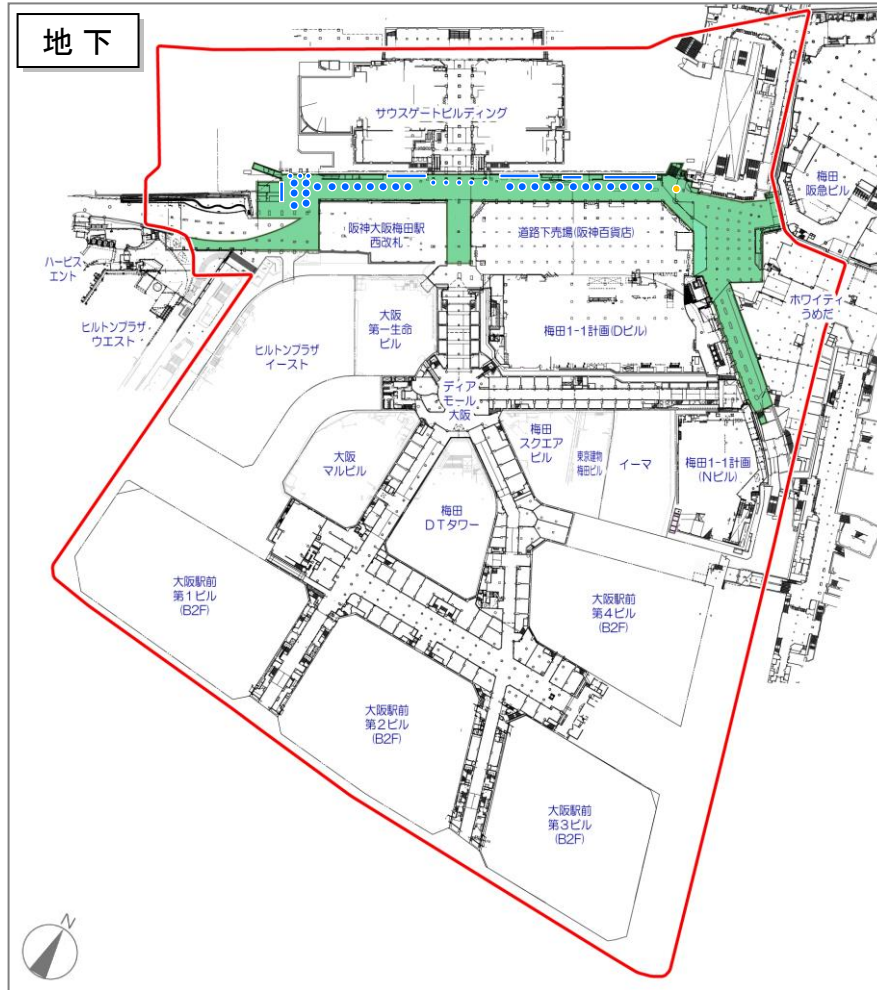 地下
サウスゲートビルディング
梅田
阪急ビル
阪神大阪梅田駅
西改札
道路下売場(阪神百貨店)
ハービス
エント
ヒルトンプラザ
ウエスト
ヒルトンプラザ
イースト
大阪
第一生命
ビル
梅田1-1計画(Dビル)
ホワイティ
うめだ
ディア
モール
大阪
大阪
マルビル
梅田
DTタワー
梅田
スクエア
ビル
東京建物
梅田ビル
イーマ
梅田1-1計画
(Nビル)
大阪駅前
第1ビル
(B2F)
大阪駅前
第4ビル
(B2F)
大阪駅前
第2ビル
(B2F)
大阪駅前
第3ビル
(B2F)
N